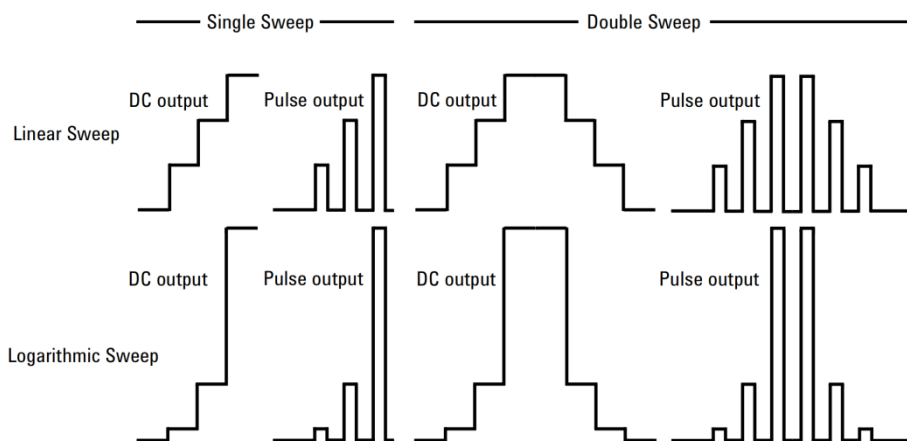 Single Sweep
Double Sweep
Linear Sweep
DC output
Pulse output
DC output
Pulse output
Logarithmic Sweep
DC output
Pulse output
DC output
Pulse output